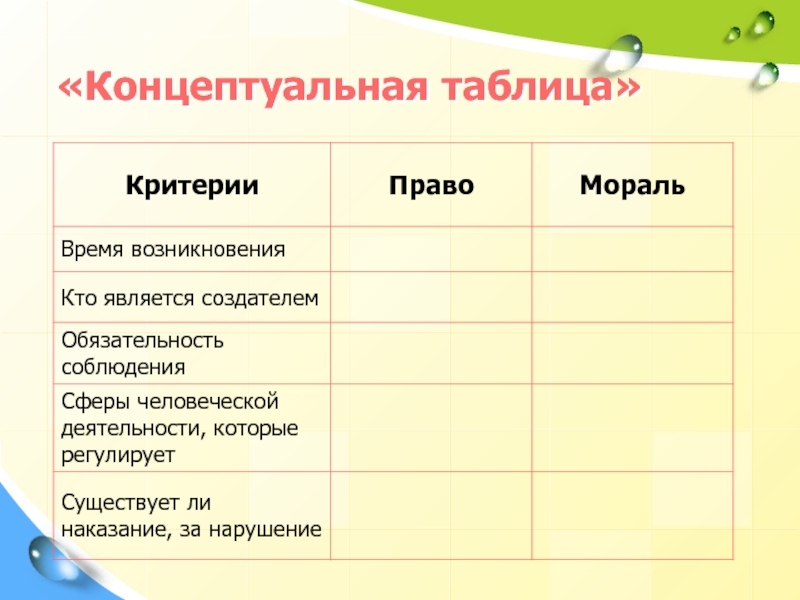 «Концептуальная таблица»
Критерии Право Мораль
Время возникновения
Кто является создателем
Обязательность
соблюдения
Сферы человеческой
деятельности, которые
регулирует
Существует ли
наказание, за нарушение